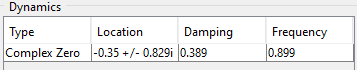 Dynamics
Type Location Damping Frequency
Complex Zero -0.35 +/- 0.829i 0.389 0.899